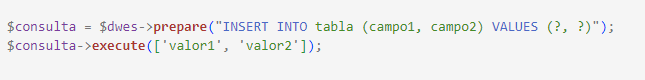 $consulta = $dwes->prepare("INSERT INTO tabla (campo1, campo2) VALUES (?, ?)");
$consulta->execute(['valor1', 'valor2']);